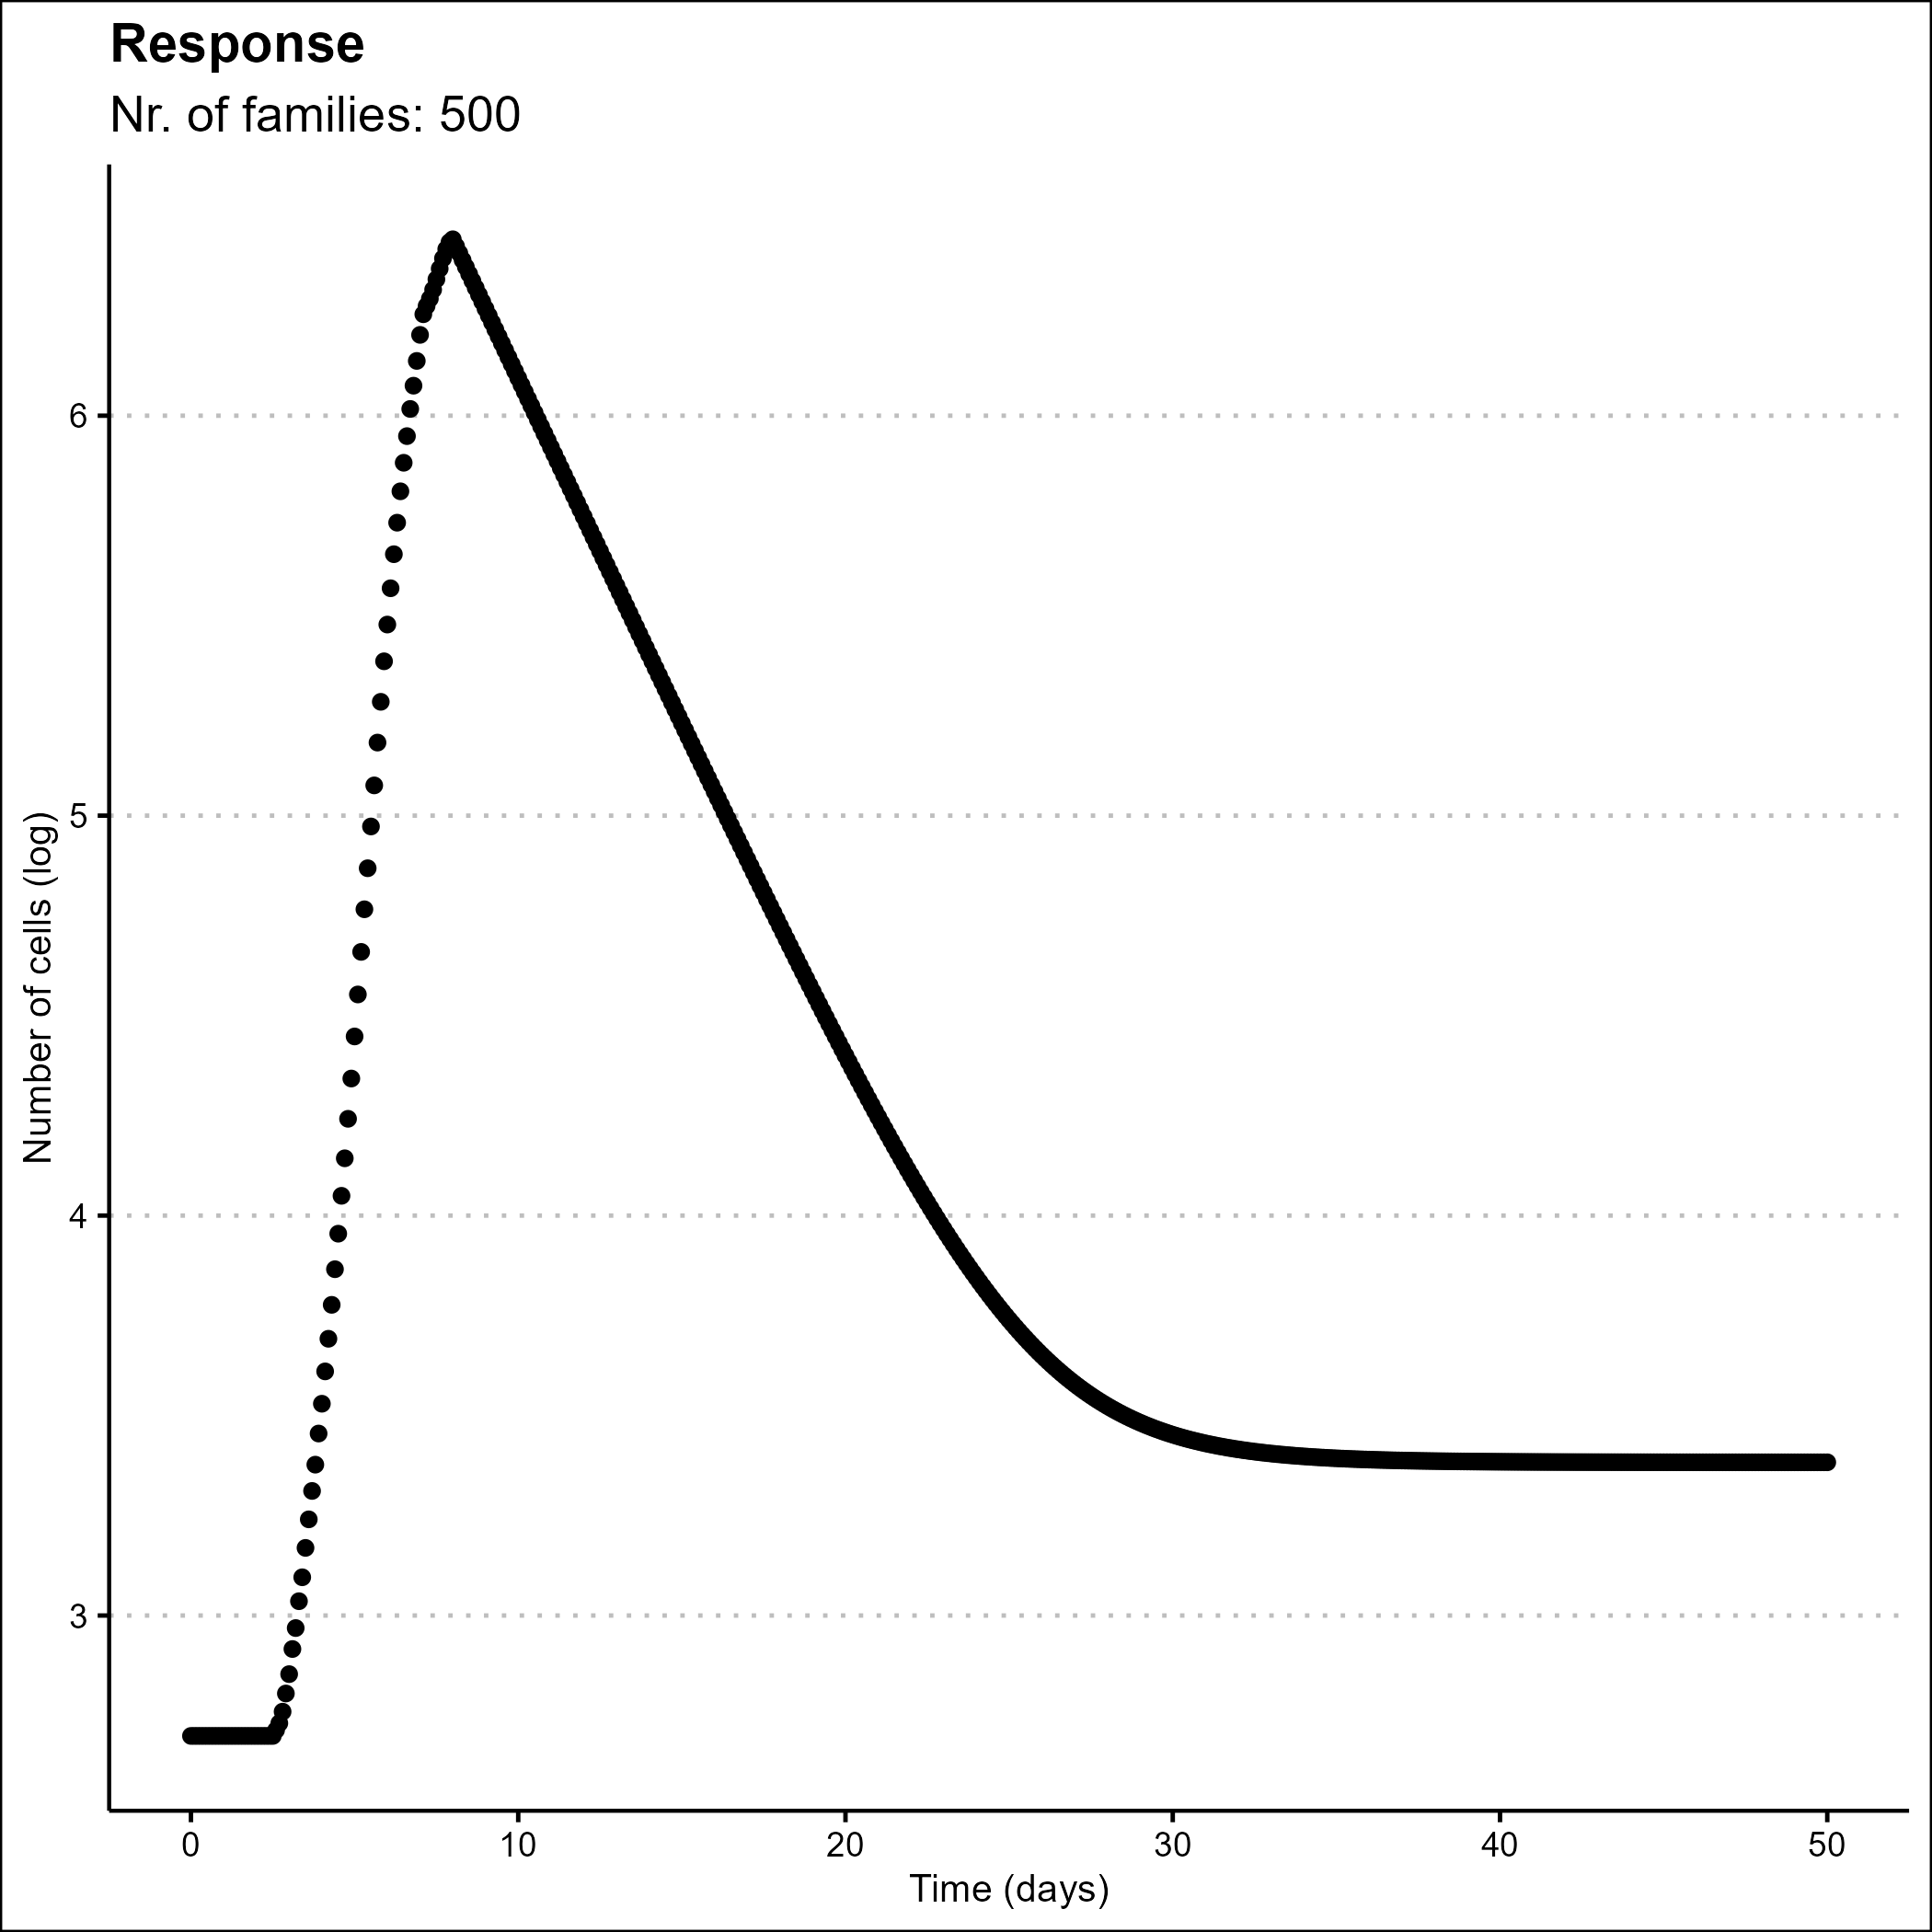 Response
Nr. of families: 500
Number of cells (log)
6
5
4
3
0 10 20 30 40 50
Time (days)